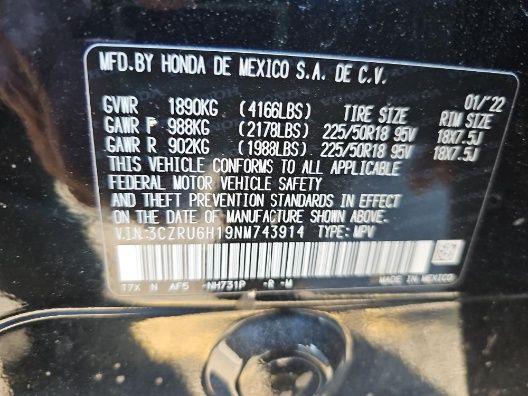 MFD.BY HONDA DE MEXICO S.A. DE C.V.
01/'22
GVWR 1890KG (4166LBS) TIRE SIZE RIM SIZE
GAWR F 988KG (2178LBS) 225/50R18 95V 18X7.5J
GAWR R 902KG (1988LBS) 225/50R18 95V 18X7.5J
THIS VEHICLE CONFORMS TO ALL APPLICABLE
FEDERAL MOTOR VEHICLE SAFETY
AND THEFT PREVENTION STANDARDS IN EFFECT
ON THE DATE OF MANUFACTURE SHOWN ABOVE.
V.I.N.:3CZRU6H19NM743914 TYPE: MPV
MADE IN MEXICO
T7X N AF5 -NH731P -R -M